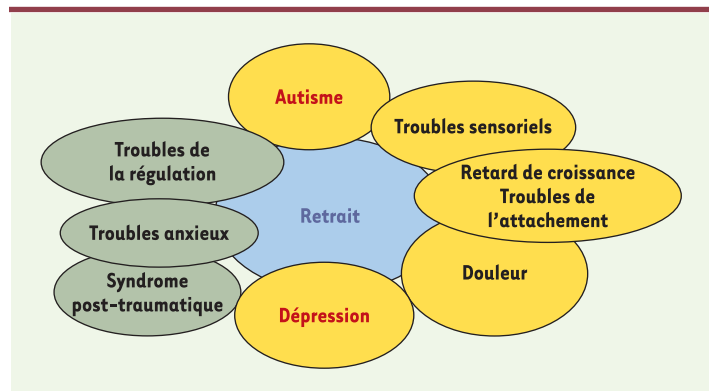 Autisme
Troubles sensoriels
Troubles de
la régulation
Retard de croissance
Troubles de
l'attachement
Retrait
Troubles anxieux
Douleur
Syndrome
post-traumatique
Dépression